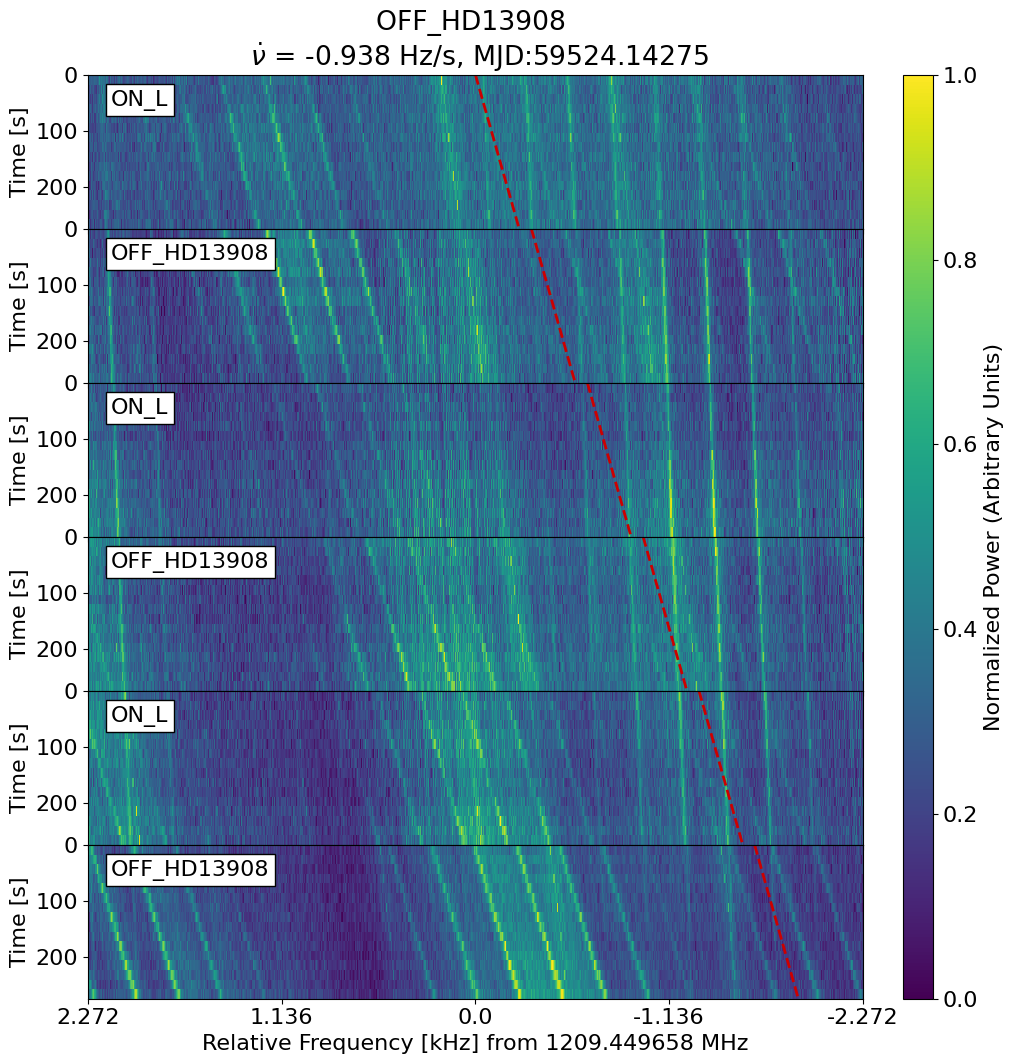 OFF_HD13908
ν̇ = -0.938 Hz/s, MJD:59524.14275
0
ON_L
100
Time [s]
200
0
OFF_HD13908
100
Time [s]
200
0
ON_L
100
Time [s]
200
0
OFF_HD13908
100
Time [s]
200
0
ON_L
100
Time [s]
200
0
OFF_HD13908
100
Time [s]
200
2.272 1.136 0.0 -1.136 -2.272
Relative Frequency [kHz] from 1209.449658 MHz
1.0
0.8
0.6
0.4
0.2
0.0
Normalized Power (Arbitrary Units)